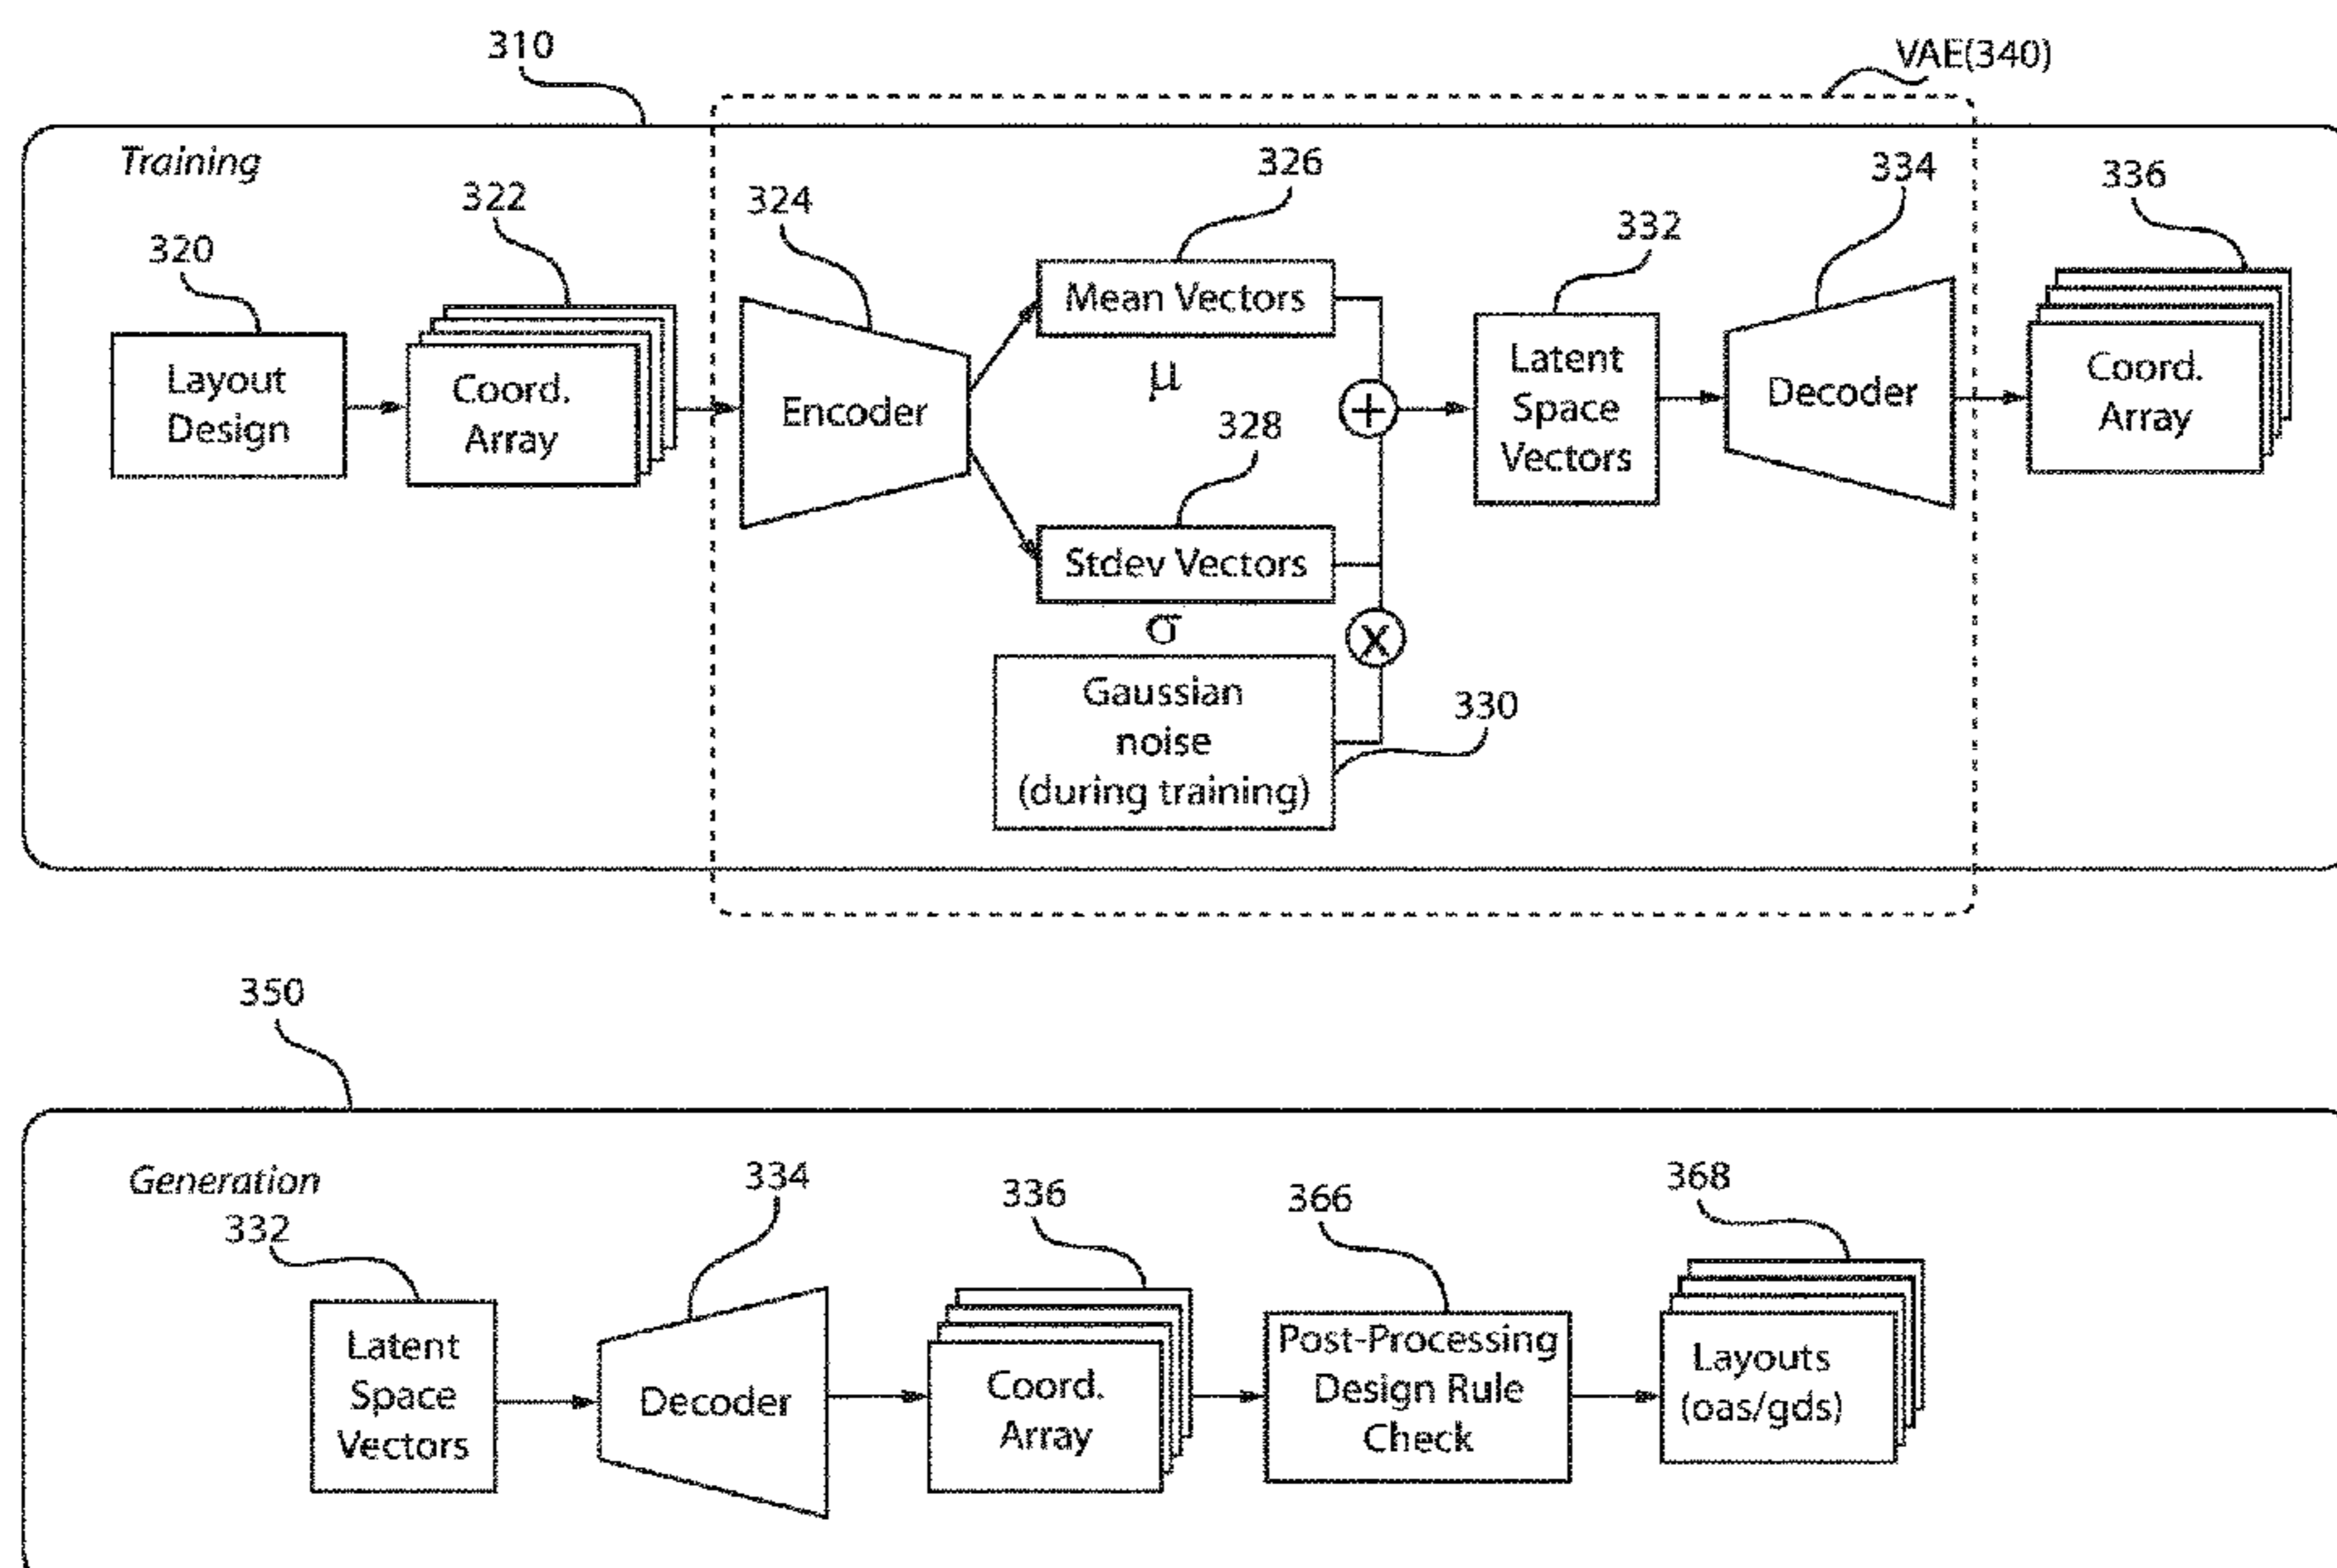 310
VAE(340)
Training
320
322
324
326
332
334
336
Layout
Design
Coord.
Array
Encoder
Mean Vectors
μ
328
Stdev Vectors
σ
+
X
Gaussian
noise
(during training)
330
Latent
Space
Vectors
Decoder
Coord.
Array
350
Generation
332
334
336
366
368
Latent
Space
Vectors
Decoder
Coord.
Array
Post-Processing
Design Rule
Check
Layouts
(oas/gds)